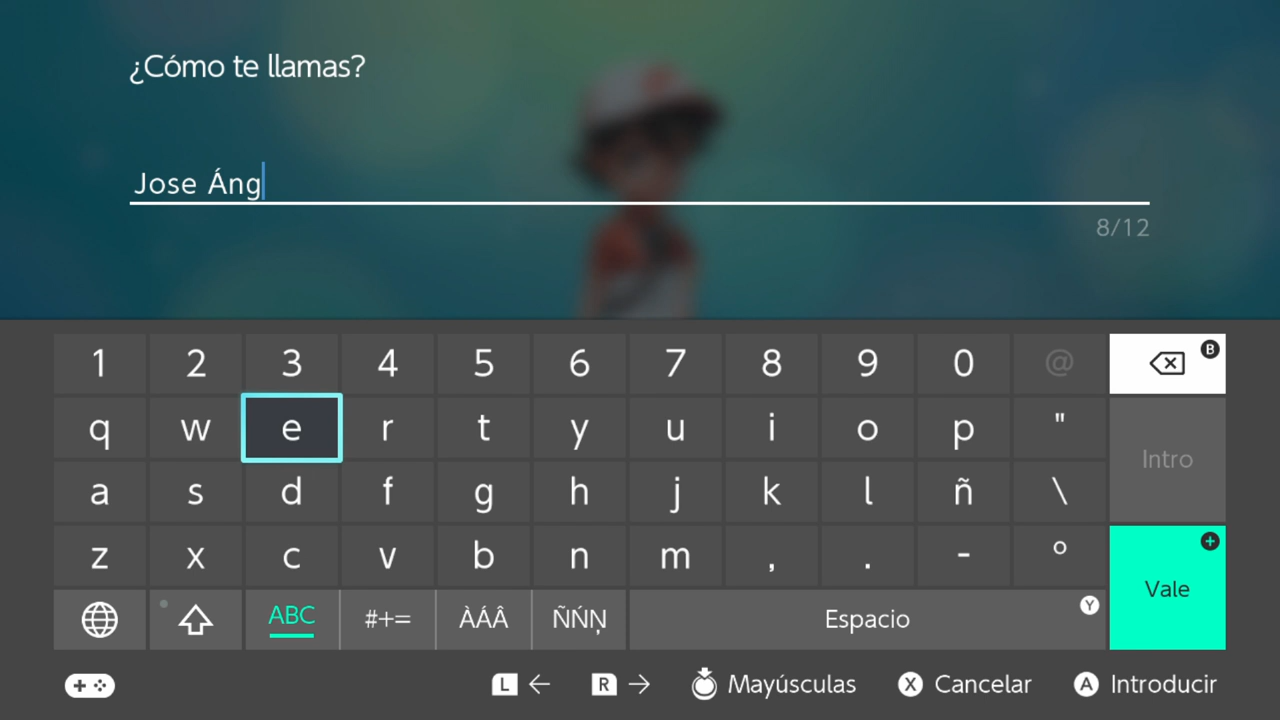 ¿Cómo te llamas?
Jose Áng
8/12
1 2 3 4 5 6 7 8 9 0 @ B
q w e r t y u i o p " Intro
a s d f g h j k l ñ \
z x c v b n m , . - º + Vale
ABC #+= ÀÁÂ ÑŃŅ Espacio Y
L ← R → Mayúsculas X Cancelar A Introducir